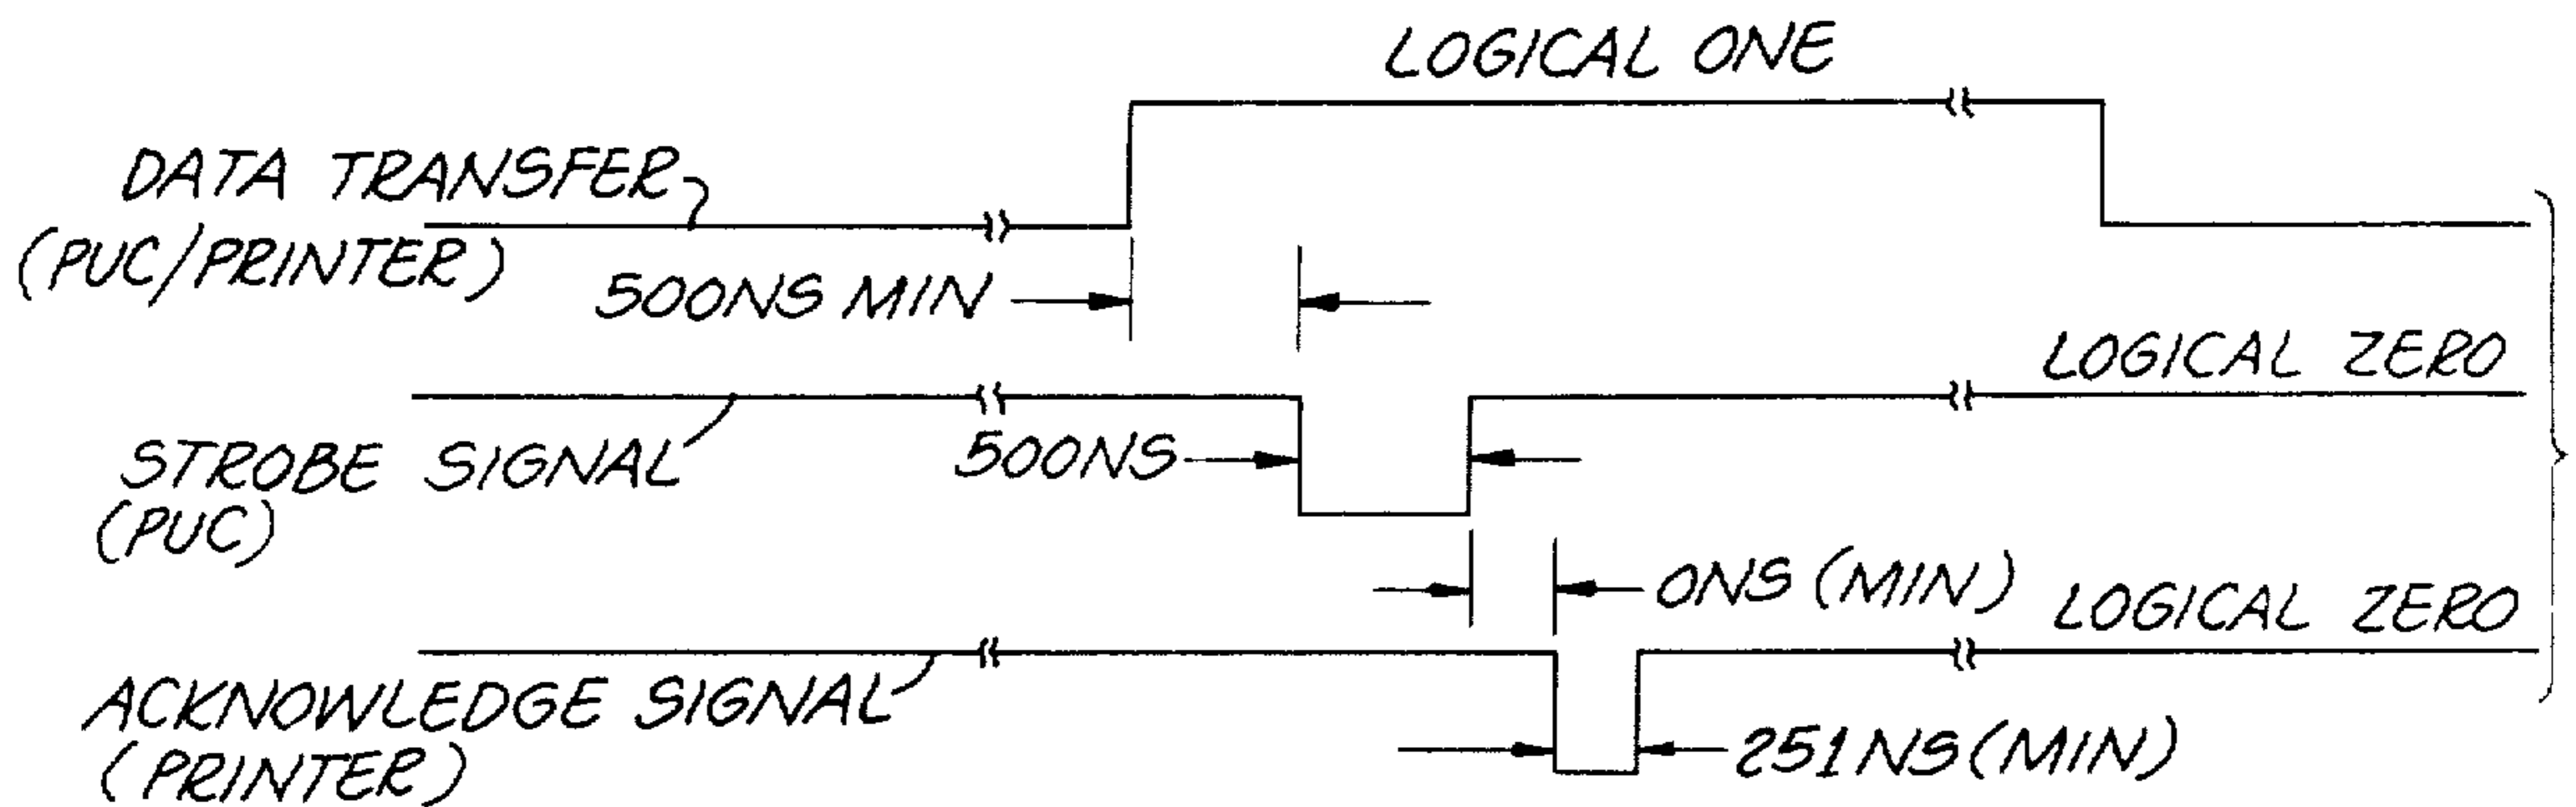 LOGICAL ONE
DATA TRANSFER
(PUC/PRINTER)
500NS MIN
LOGICAL ZERO
STROBE SIGNAL
(PUC)
500NS
0NS (MIN)
LOGICAL ZERO
ACKNOWLEDGE SIGNAL
(PRINTER)
251NS (MIN)